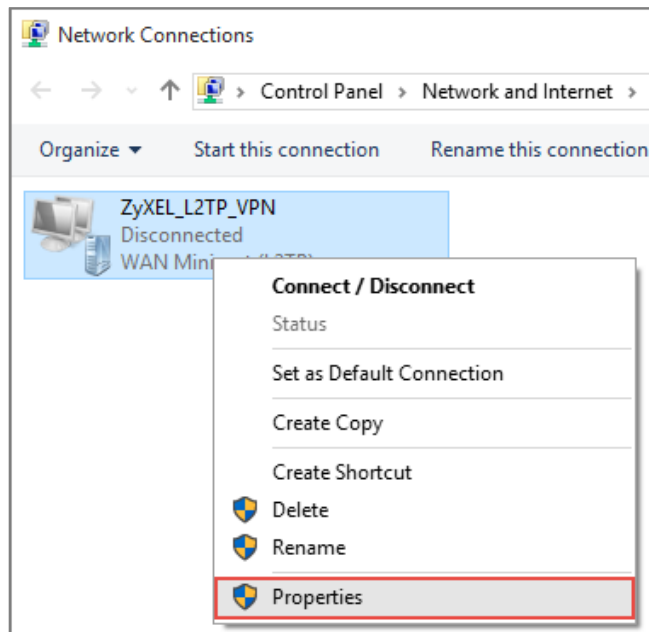 Network Connections
Control Panel > Network and Internet >
Organize Start this connection Rename this connection
ZyXEL_L2TP_VPN
Disconnected
WAN
Connect / Disconnect
Status
Set as Default Connection
Create Copy
Create Shortcut
Delete
Rename
Properties